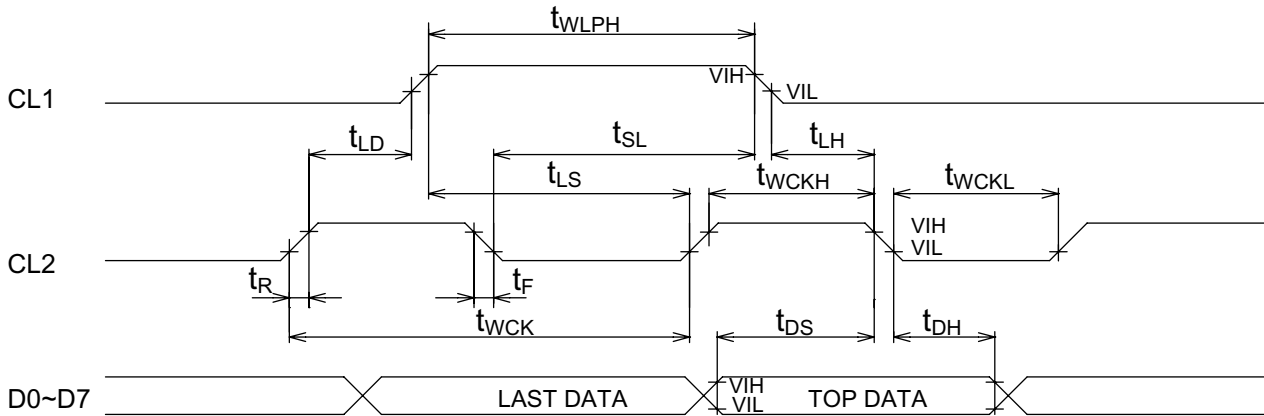 tWLPH
CL1
VIH
VIL
tLD
tSL
tLH
tLS
tWCKH
tWCKL
CL2
VIH
VIL
tR
tF
tWCK
tDS
tDH
D0~D7
LAST DATA
VIH
VIL
TOP DATA